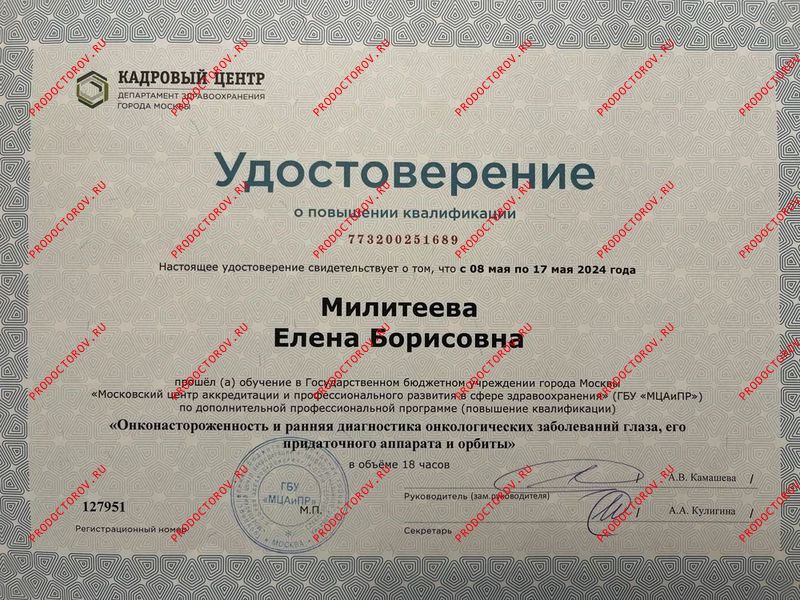 КАДРОВЫЙ ЦЕНТР
ДЕПАРТАМЕНТ ЗДРАВООХРАНЕНИЯ
ГОРОДА МОСКВЫ
Удостоверение
о повышении квалификации
773200251689
Настоящее удостоверение свидетельствует о том, что с 08 мая по 17 мая 2024 года
Милитеева
Елена Борисовна
прошёл (а) обучение в Государственном бюджетном учреждении города Москвы
«Московский центр аккредитации и профессионального развития в сфере здравоохранения» (ГБУ «МЦАиПР»)
по дополнительной профессиональной программе (повышение квалификации)
«Онконастороженность и ранняя диагностика онкологических заболеваний глаза, его
придаточного аппарата и орбиты»
в объёме 18 часов
/ А.В. Камашева /
Руководитель (зам.руководителя)
ГБУ
«МЦАиПР»
МОСКВА
М.П.
127951
Регистрационный номер
/ А.А. Кулигина /
Секретарь
PRODOCTOROV.RU